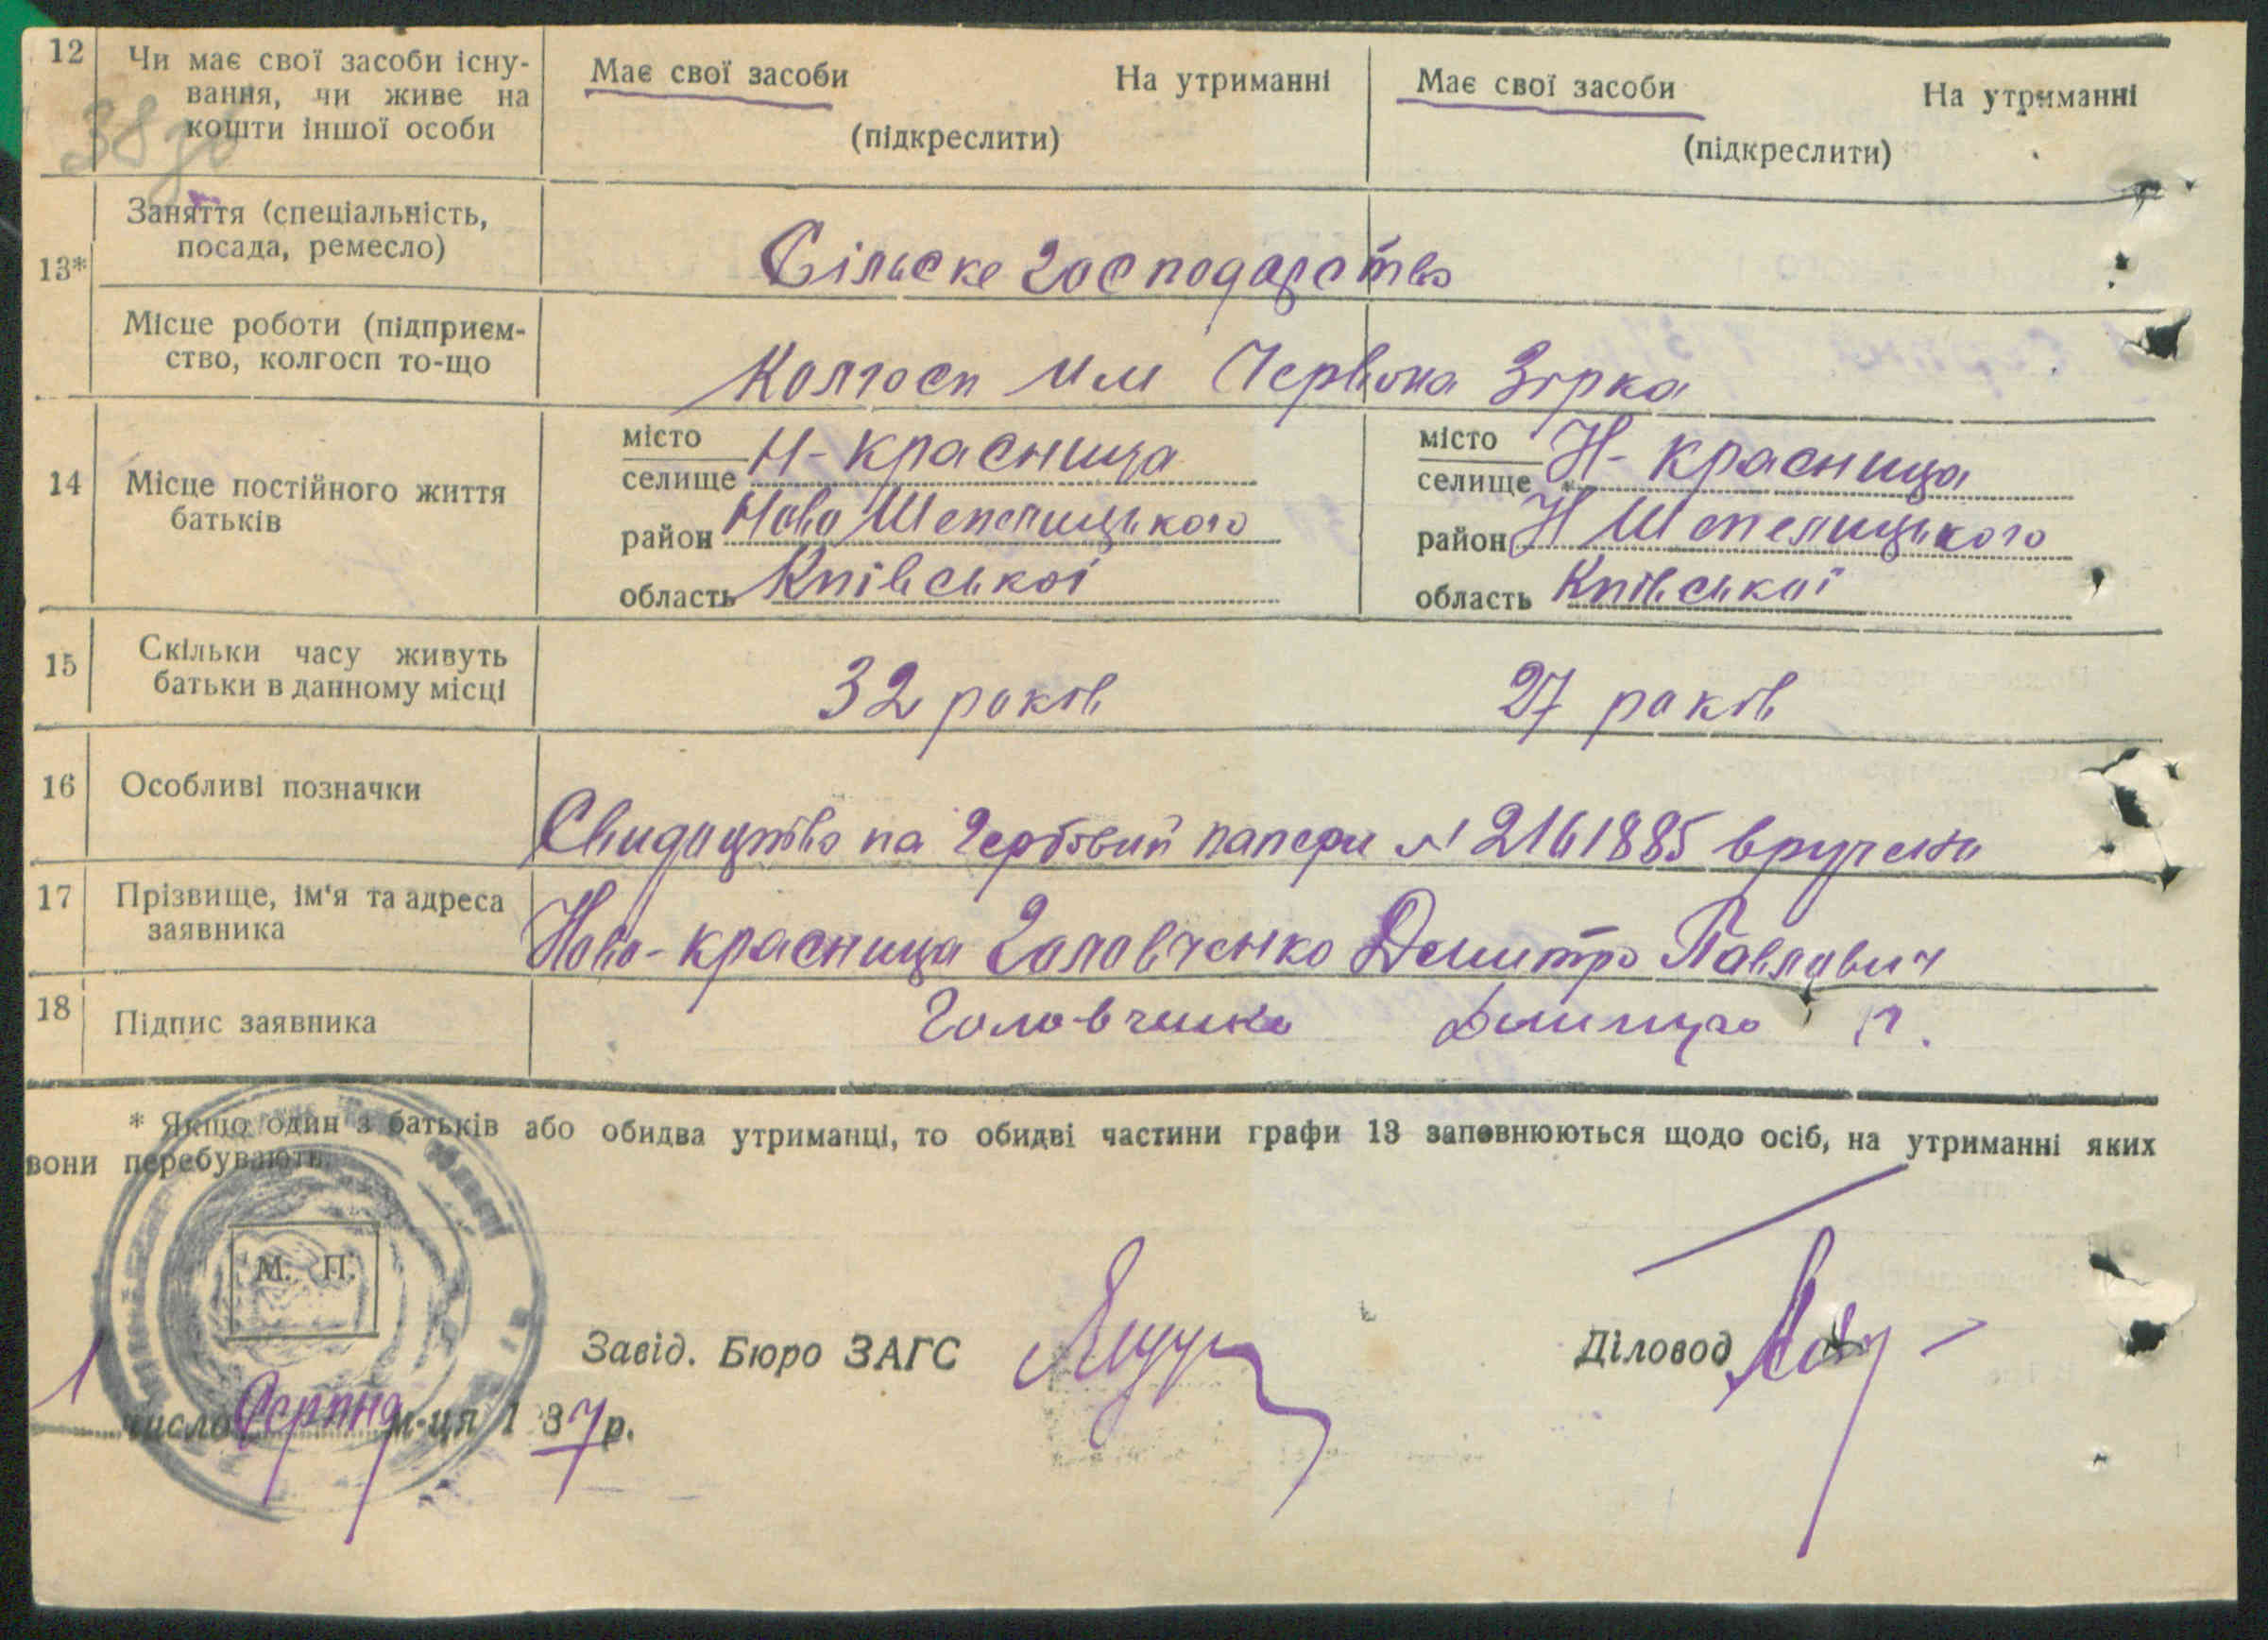 12 Чи має свої засоби існу-
вання, чи живе на
кошти іншої особи
Має свої засоби На утриманні
(підкреслити)
Має свої засоби На утриманні
(підкреслити)
13* Заняття (спеціальність,
посада, ремесло)
Сільске господарство
Місце роботи (підприєм-
ство, колгосп то-що
Колгосп им Червона Зірка
14 Місце постійного життя
батьків
місто
селище Н-Красница
район Ново Шепелицького
область Київської
місто
селище Н-Красница
район Н Шепелицького
область Київської
15 Скільки часу живуть
батьки в данному місці
32 років 27 років
16 Особливі позначки
Свидоцтво на гербовий папери № 2161885 вручено
17 Прізвище, ім'я та адреса
заявника
Ново-Красница Головченко Дмитро Павлович
18 Підпис заявника
Головченко Дмитро П.
* Якщо один з батьків або обидва утриманці, то обидві частини графи 13 заповнюються щодо осіб, на утриманні яких
вони перебувають.
М. П.
Завід. Бюро ЗАГС Діловод
1 число Серпня м-ця 1 37 р.